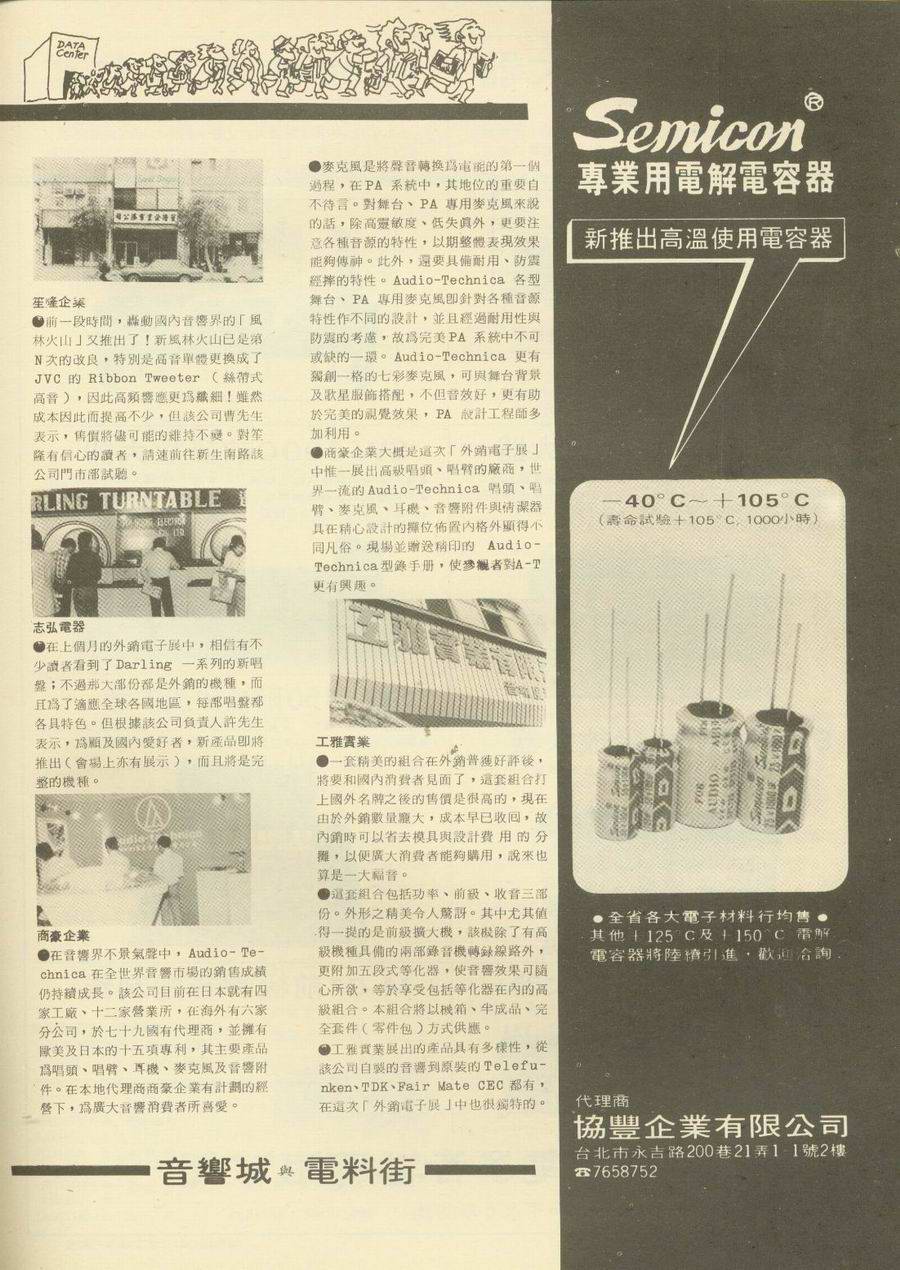 DATA
Center
笙隆企業
●前一段時間，轟動國內音響界的「風
林火山」又推出了！新風林火山已是第
N次的改良，特別是高音單體更換成了
JVC 的 Ribbon Tweeter （絲帶式
高音），因此高頻響應更爲纖細！雖然
成本因此而提高不少，但該公司曹先生
表示，售價將儘可能的維持不變。對笙
隆有信心的讀者，請速前往新生南路該
公司門市部試聽。
RLING TURNTABLE
志弘電器
●在上個月的外銷電子展中，相信有不
少讀者看到了Darling 一系列的新唱
盤；不過那大部份都是外銷的機種，而
且爲了適應全球各國地區，每部唱盤都
各具特色。但根據該公司負責人許先生
表示，爲顧及國內愛好者，新產品卽將
推出（會場上亦有展示），而且將是完
整的機種。
商豪企業
●在音響界不景氣聲中，Audio-Te-
chnica 在全世界音響市場的銷售成績
仍持續成長。該公司目前在日本就有四
家工廠、十二家營業所，在海外有六家
分公司，於七十九國有代理商，並擁有
歐美及日本的十五項專利，其主要產品
爲唱頭、唱臂、耳機、麥克風及音響附
件。在本地代理商商豪企業有計劃的經
營下，爲廣大音響消費者所喜愛。
●麥克風是將聲音轉換爲電能的第一個
過程，在PA 系統中，其地位的重要自
不待言。對舞台、PA 專用麥克風來說
的話，除高靈敏度、低失眞外，更要注
意各種音源的特性，以期整體表現效果
能夠傳神。此外，還要具備耐用、防震
經摔的特性。Audio-Technica 各型
舞台、PA 專用麥克風卽針對各種音源
特性作不同的設計，並且經過耐用性與
防震的考慮，故爲完美PA 系統中不可
或缺的一環。Audio-Technica 更有
獨創一格的七彩麥克風，可與舞台背景
及歌星服飾搭配，不但音效好，更有助
於完美的視覺效果，PA 設計工程師多
加利用。
●商豪企業大概是這次「外銷電子展」
中惟一展出高級唱頭、唱臂的廠商，世
界一流的Audio-Technica 唱頭、唱
臂、麥克風、耳機、音響附件與清潔器
具在精心設計的攤位佈置內格外顯得不
同凡俗。現場並贈送精印的 Audio-
Technica型錄手册，使參觀者對A-T
更有興趣。
工雅實業有限
工雅實業
●一套精美的組合在外銷普獲好評後，
將要和國內消費者見面了，這套組合打
上國外名牌之後的售價是很高的，現在
由於外銷數量龐大，成本早已收回，故
內銷時可以省去模具與設計費用的分
攤，以便廣大消費者能夠購用，說來也
算是一大福音。
●這套組合包括功率、前級、收音三部
份。外形之精美令人驚訝。其中尤其値
得一提的是前級擴大機，該機除了有高
級機種具備的兩部錄音機轉錄線路外，
更附加五段式等化器，使音響效果可隨
心所欲，等於享受包括等化器在內的高
級組合。本組合將以機箱、半成品、完
全套件（零件包）方式供應。
●工雅實業展出的產品具有多樣性，從
該公司自製的音響到原裝的Telefu-
nken、TDK、Fair Mate CEC 都有，
在這次「外銷電子展」中也很獨特的。
音響城與電料街
Semicon®
專業用電解電容器
新推出高溫使用電容器
－40°C～＋105°C
（壽命試驗＋105°C, 1000小時）
Semicon
FOR
AUDIO
Semicon
●全省各大電子材料行均售●
其他＋125°C及＋150°C 電解
電容器將陸續引進，歡迎洽詢.
代理商
協豐企業有限公司
台北市永吉路200巷21弄1-1號2樓
☎7658752